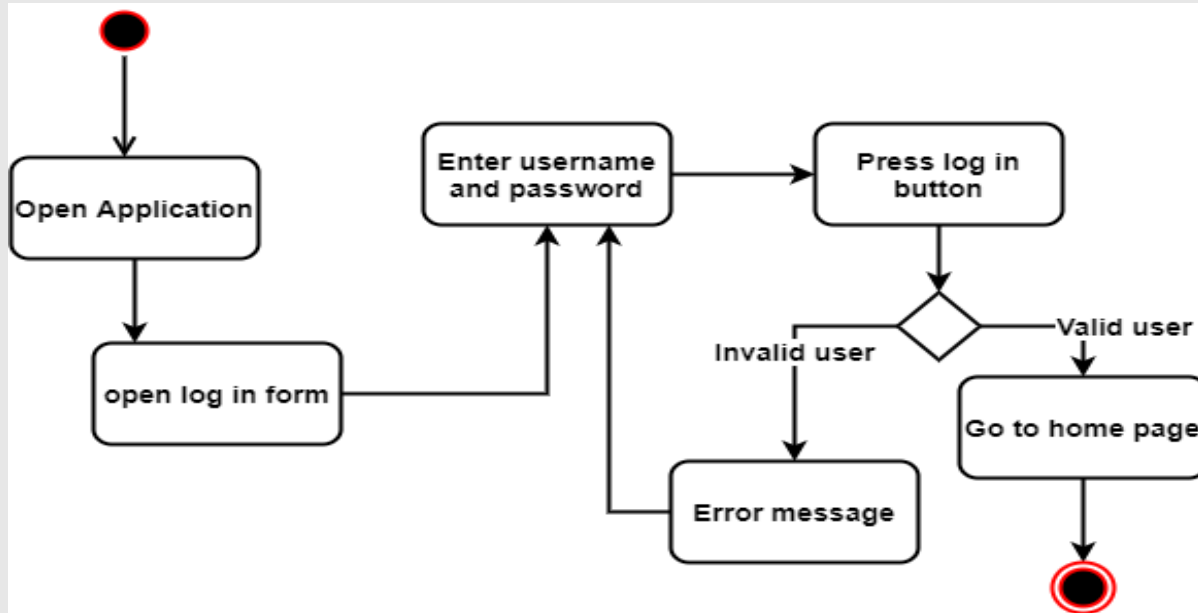 Open Application
open log in form
Enter username
and password
Press log in
button
Invalid user
Valid user
Error message
Go to home page